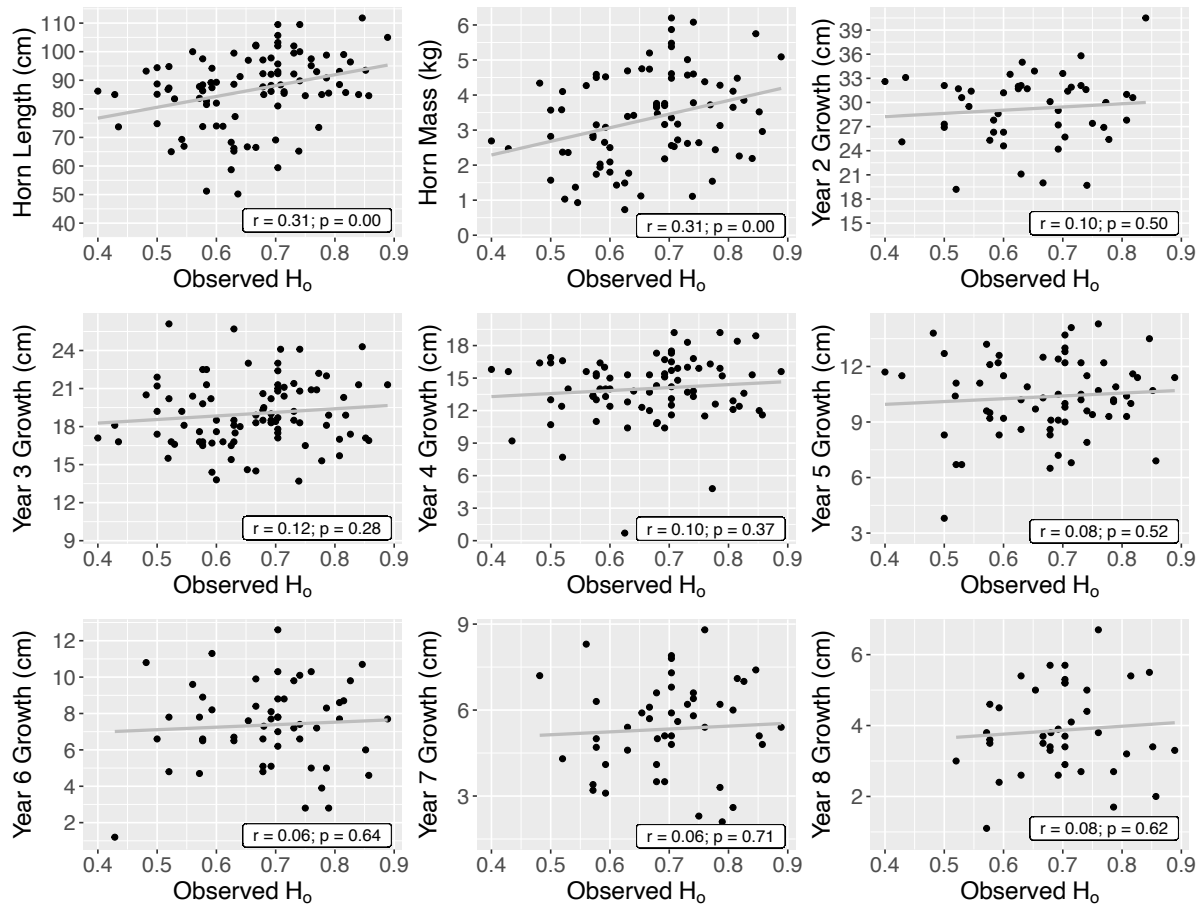 Horn Length (cm)
110
100
90
80
70
60
50
40
r = 0.31; p = 0.00
0.4 0.5 0.6 0.7 0.8 0.9
Observed Ho
Horn Mass (kg)
6
5
4
3
2
1
0
r = 0.31; p = 0.00
0.4 0.5 0.6 0.7 0.8 0.9
Observed Ho
Year 2 Growth (cm)
39
36
33
30
27
24
21
18
15
r = 0.10; p = 0.50
0.4 0.5 0.6 0.7 0.8 0.9
Observed Ho
Year 3 Growth (cm)
24
21
18
15
12
9
r = 0.12; p = 0.28
0.4 0.5 0.6 0.7 0.8 0.9
Observed Ho
Year 4 Growth (cm)
18
15
12
9
6
3
0
r = 0.10; p = 0.37
0.4 0.5 0.6 0.7 0.8 0.9
Observed Ho
Year 5 Growth (cm)
12
9
6
3
r = 0.08; p = 0.52
0.4 0.5 0.6 0.7 0.8 0.9
Observed Ho
Year 6 Growth (cm)
12
10
8
6
4
2
r = 0.06; p = 0.64
0.4 0.5 0.6 0.7 0.8 0.9
Observed Ho
Year 7 Growth (cm)
9
6
3
r = 0.06; p = 0.71
0.4 0.5 0.6 0.7 0.8 0.9
Observed Ho
Year 8 Growth (cm)
6
4
2
r = 0.08; p = 0.62
0.4 0.5 0.6 0.7 0.8 0.9
Observed Ho